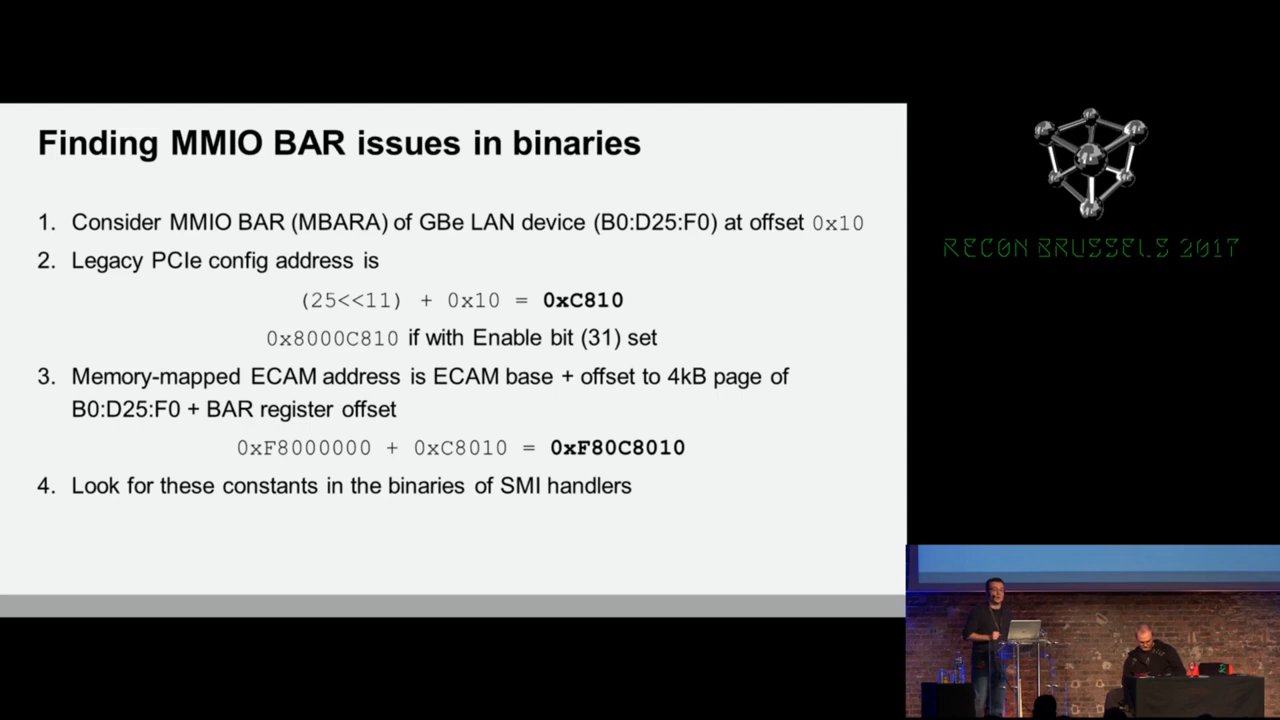 Finding MMIO BAR issues in binaries
1. Consider MMIO BAR (MBARA) of GBe LAN device (B0:D25:F0) at offset 0x10
2. Legacy PCIe config address is
(25<<11) + 0x10 = 0xC810
0x8000C810 if with Enable bit (31) set
3. Memory-mapped ECAM address is ECAM base + offset to 4kB page of
B0:D25:F0 + BAR register offset
0xF8000000 + 0xC8010 = 0xF80C8010
4. Look for these constants in the binaries of SMI handlers
RECON BRUSSELS 2017